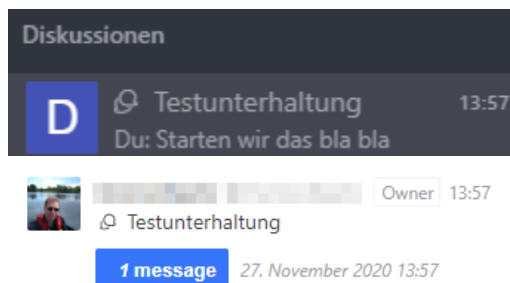 Diskussionen
D
Testunterhaltung 13:57
Du: Starten wir das bla bla
Owner 13:57
Testunterhaltung
1 message 27. November 2020 13:57